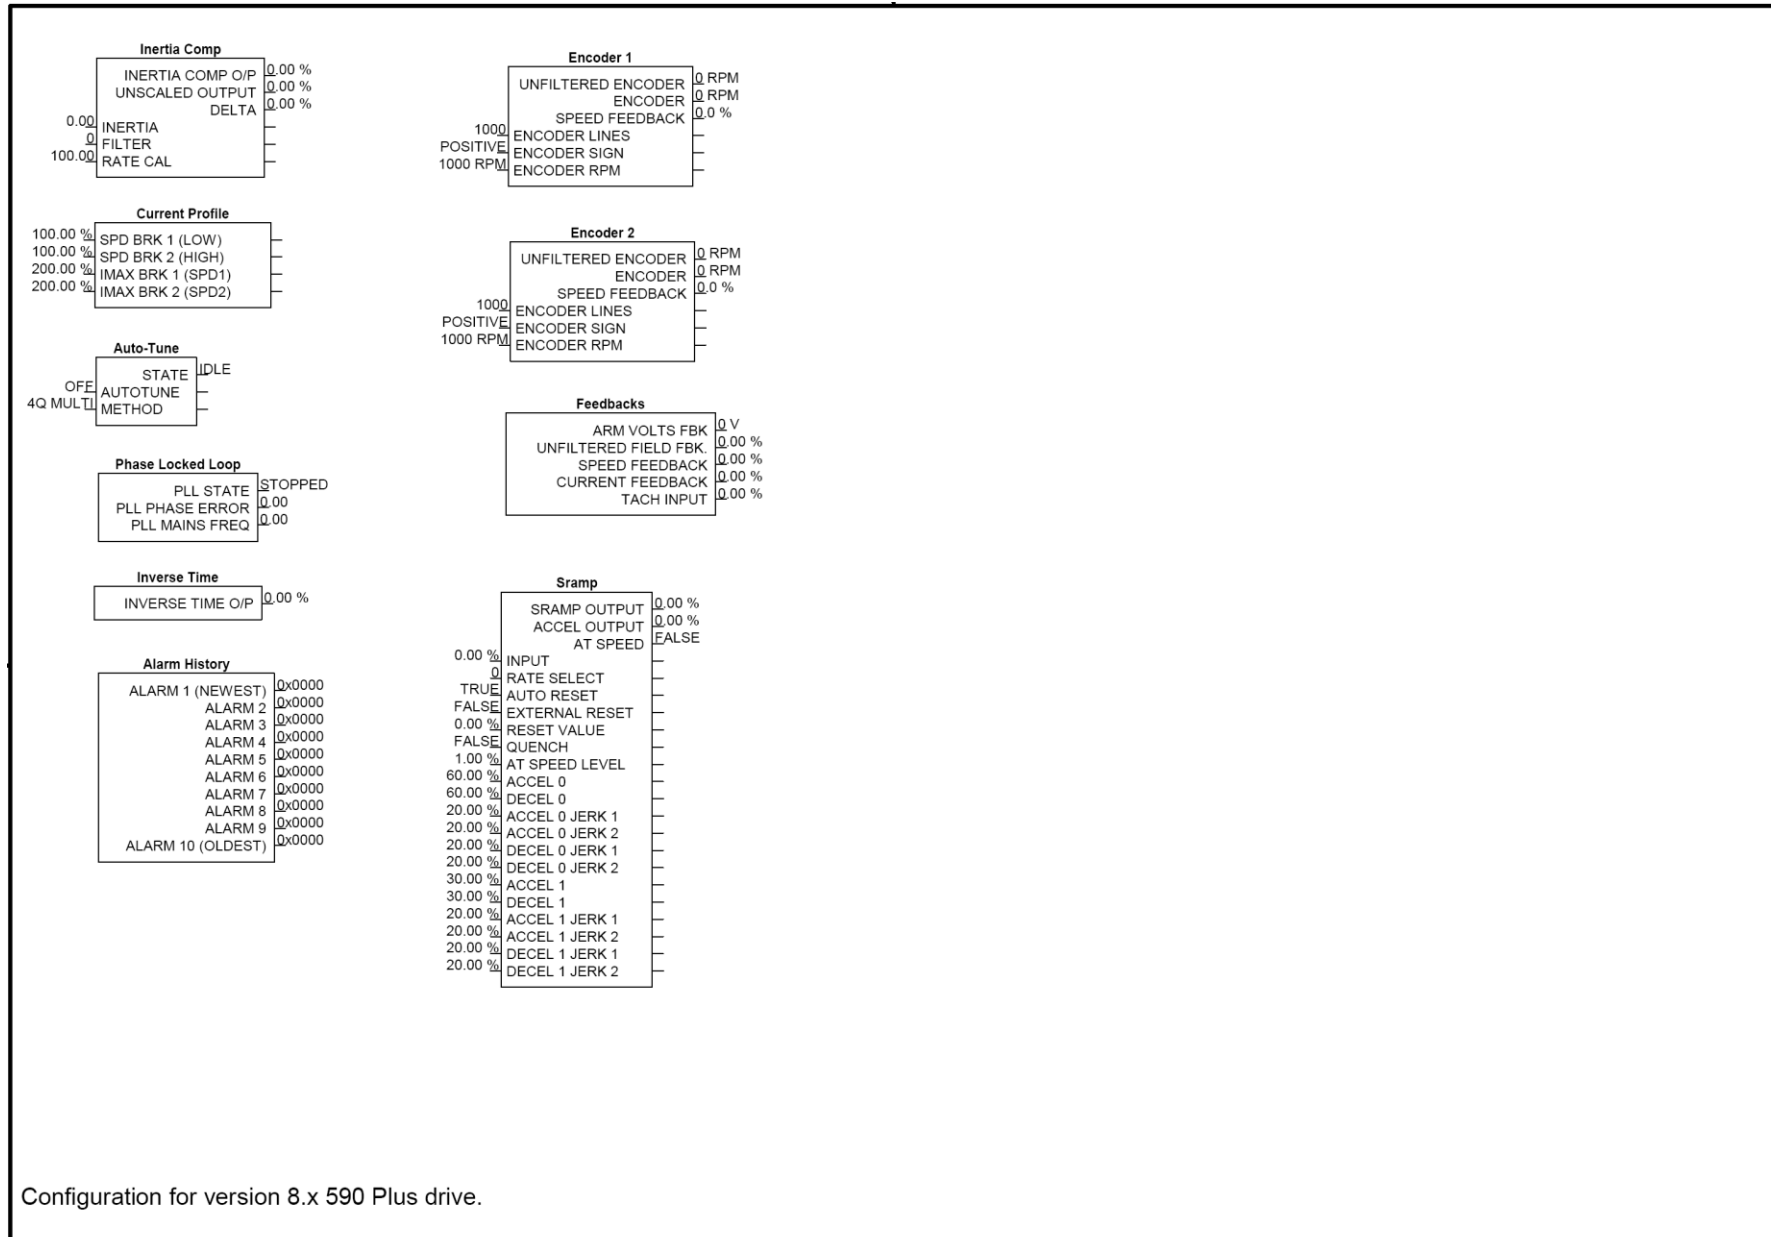 Inertia Comp
INERTIA COMP O/P 0.00 %
UNSCALED OUTPUT 0.00 %
DELTA 0.00 %
0.00 INERTIA
0 FILTER
100.00 RATE CAL
Current Profile
100.00 % SPD BRK 1 (LOW)
100.00 % SPD BRK 2 (HIGH)
200.00 % IMAX BRK 1 (SPD1)
200.00 % IMAX BRK 2 (SPD2)
Auto-Tune
STATE IDLE
OFF AUTOTUNE
4Q MULTI METHOD
Phase Locked Loop
PLL STATE STOPPED
PLL PHASE ERROR 0.00
PLL MAINS FREQ 0.00
Inverse Time
INVERSE TIME O/P 0.00 %
Alarm History
ALARM 1 (NEWEST) 0x0000
ALARM 2 0x0000
ALARM 3 0x0000
ALARM 4 0x0000
ALARM 5 0x0000
ALARM 6 0x0000
ALARM 7 0x0000
ALARM 8 0x0000
ALARM 9 0x0000
ALARM 10 (OLDEST) 0x0000
Encoder 1
UNFILTERED ENCODER 0 RPM
ENCODER 0 RPM
SPEED FEEDBACK 0.0 %
1000 ENCODER LINES
POSITIVE ENCODER SIGN
1000 RPM ENCODER RPM
Encoder 2
UNFILTERED ENCODER 0 RPM
ENCODER 0 RPM
SPEED FEEDBACK 0.0 %
1000 ENCODER LINES
POSITIVE ENCODER SIGN
1000 RPM ENCODER RPM
Feedbacks
ARM VOLTS FBK 0 V
UNFILTERED FIELD FBK. 0.00 %
SPEED FEEDBACK 0.00 %
CURRENT FEEDBACK 0.00 %
TACH INPUT 0.00 %
Sramp
SRAMP OUTPUT 0.00 %
ACCEL OUTPUT 0.00 %
AT SPEED FALSE
0.00 % INPUT
0 RATE SELECT
TRUE AUTO RESET
FALSE EXTERNAL RESET
0.00 % RESET VALUE
FALSE QUENCH
1.00 % AT SPEED LEVEL
60.00 % ACCEL 0
60.00 % DECEL 0
20.00 % ACCEL 0 JERK 1
20.00 % ACCEL 0 JERK 2
20.00 % DECEL 0 JERK 1
20.00 % DECEL 0 JERK 2
30.00 % ACCEL 1
30.00 % DECEL 1
20.00 % ACCEL 1 JERK 1
20.00 % ACCEL 1 JERK 2
20.00 % DECEL 1 JERK 1
20.00 % DECEL 1 JERK 2
Configuration for version 8.x 590 Plus drive.